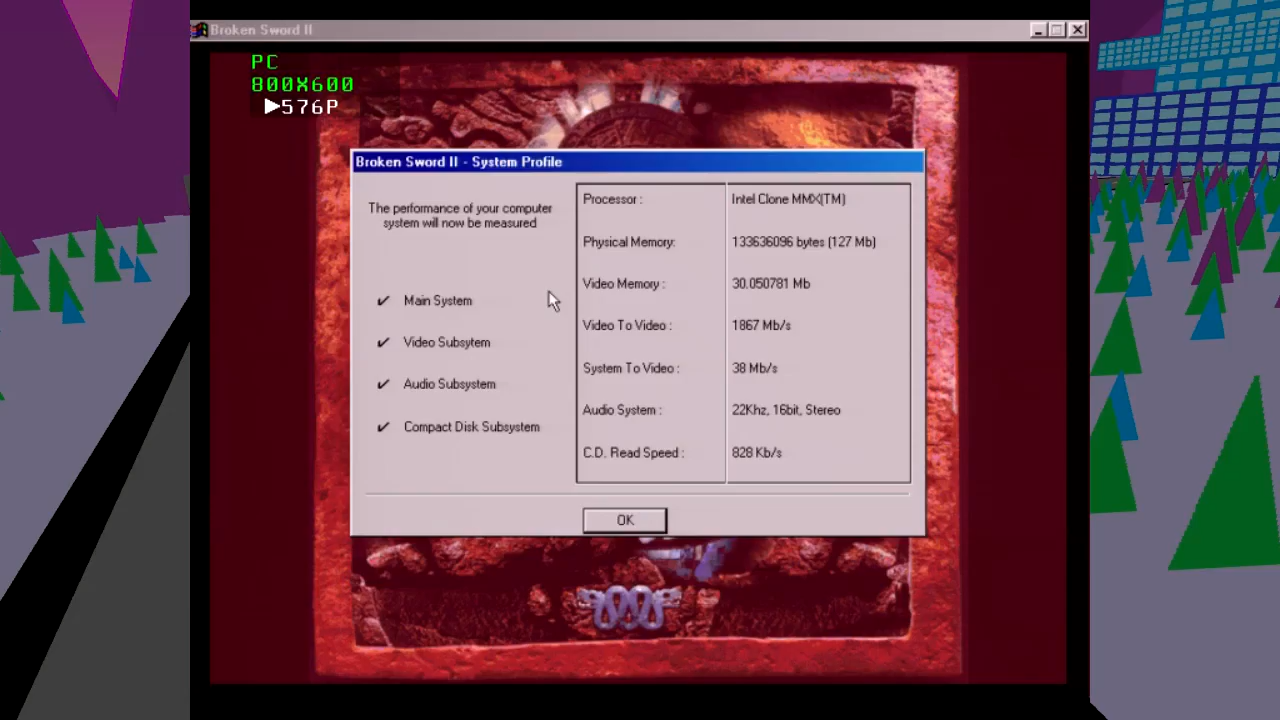 Broken Sword II
PC
800X600
▶576P
Broken Sword II - System Profile
The performance of your computer
system will now be measured
✔ Main System
✔ Video Subsytem
✔ Audio Subsystem
✔ Compact Disk Subsystem
Processor : Intel Clone MMX(TM)
Physical Memory: 133636096 bytes (127 Mb)
Video Memory : 30.050781 Mb
Video To Video : 1867 Mb/s
System To Video : 38 Mb/s
Audio System : 22Khz, 16bit, Stereo
C.D. Read Speed : 828 Kb/s
OK